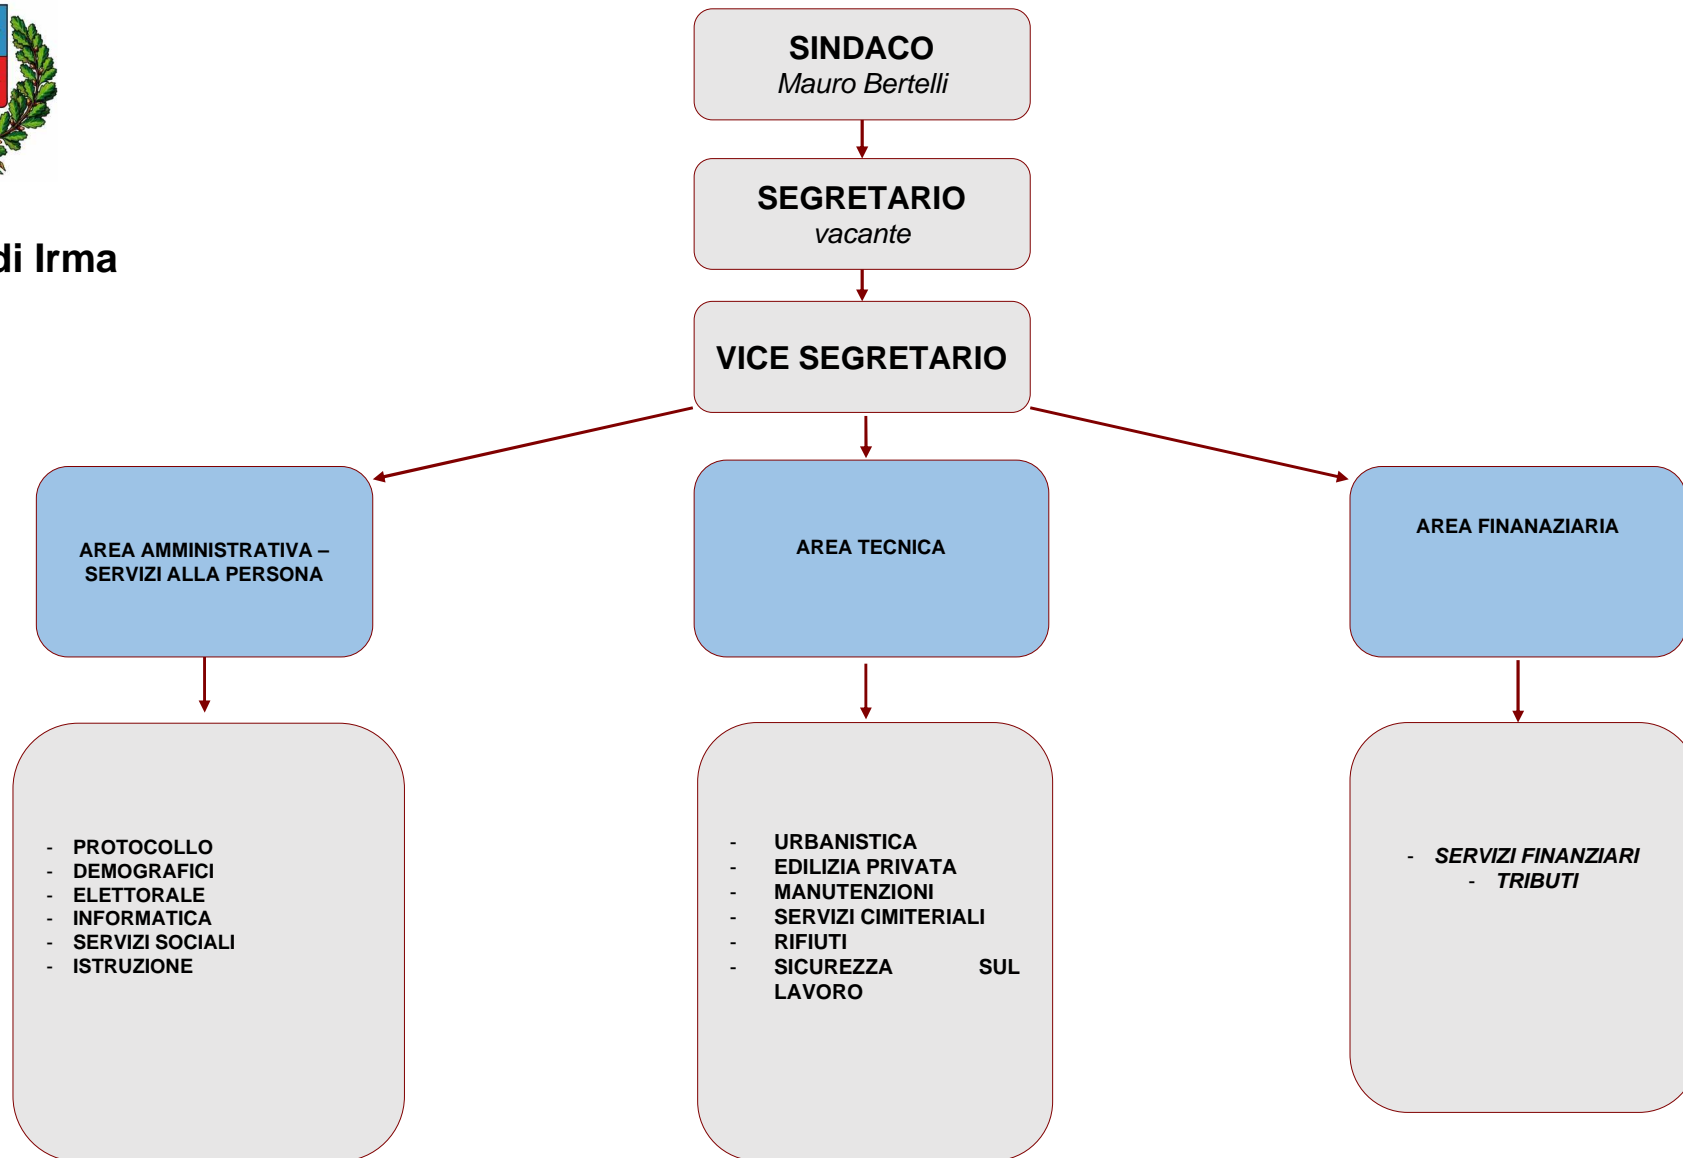 SINDACO
Mauro Bertelli
SEGRETARIO
vacante
di Irma
VICE SEGRETARIO
AREA AMMINISTRATIVA –
SERVIZI ALLA PERSONA
AREA TECNICA
AREA FINANAZIARIA
- PROTOCOLLO
- DEMOGRAFICI
- ELETTORALE
- INFORMATICA
- SERVIZI SOCIALI
- ISTRUZIONE
- URBANISTICA
- EDILIZIA PRIVATA
- MANUTENZIONI
- SERVIZI CIMITERIALI
- RIFIUTI
- SICUREZZA SUL
LAVORO
- SERVIZI FINANZIARI
- TRIBUTI